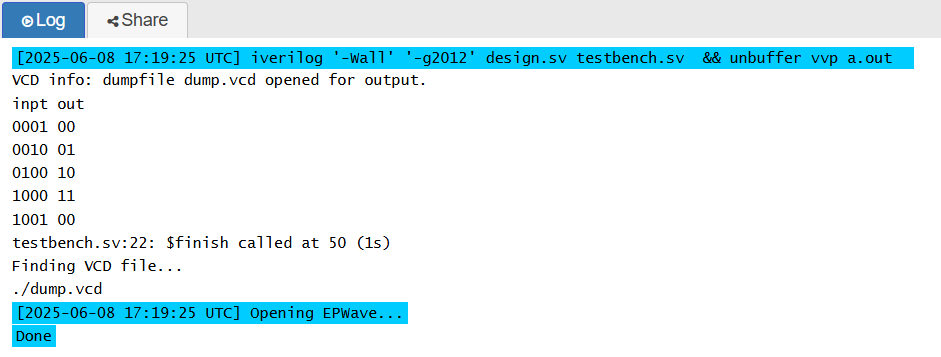 Log Share
[2025-06-08 17:19:25 UTC] iverilog '-Wall' '-g2012' design.sv testbench.sv  && unbuffer vvp a.out
VCD info: dumpfile dump.vcd opened for output.
inpt out
0001 00
0010 01
0100 10
1000 11
1001 00
testbench.sv:22: $finish called at 50 (1s)
Finding VCD file...
./dump.vcd
[2025-06-08 17:19:25 UTC] Opening EPWave...
Done